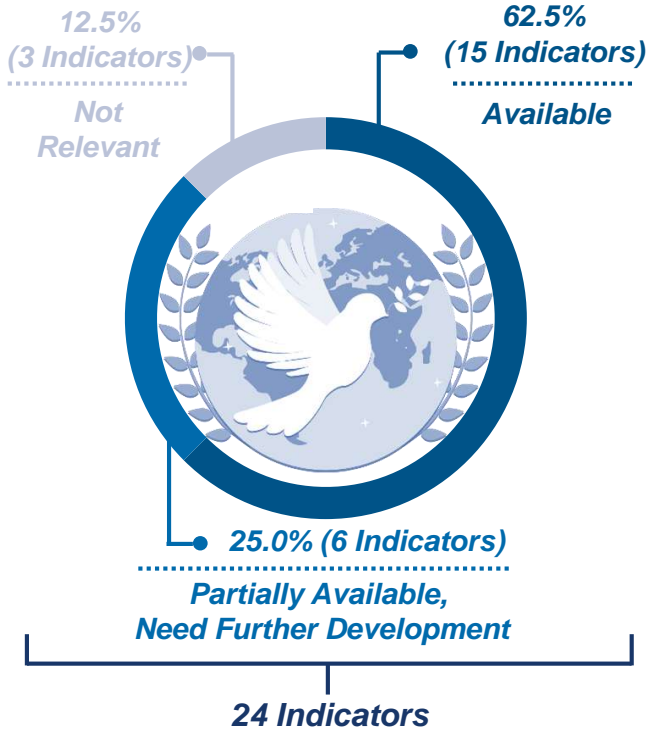 12.5%
(3 Indicators)
Not
Relevant
62.5%
(15 Indicators)
Available
25.0% (6 Indicators)
Partially Available,
Need Further Development
24 Indicators